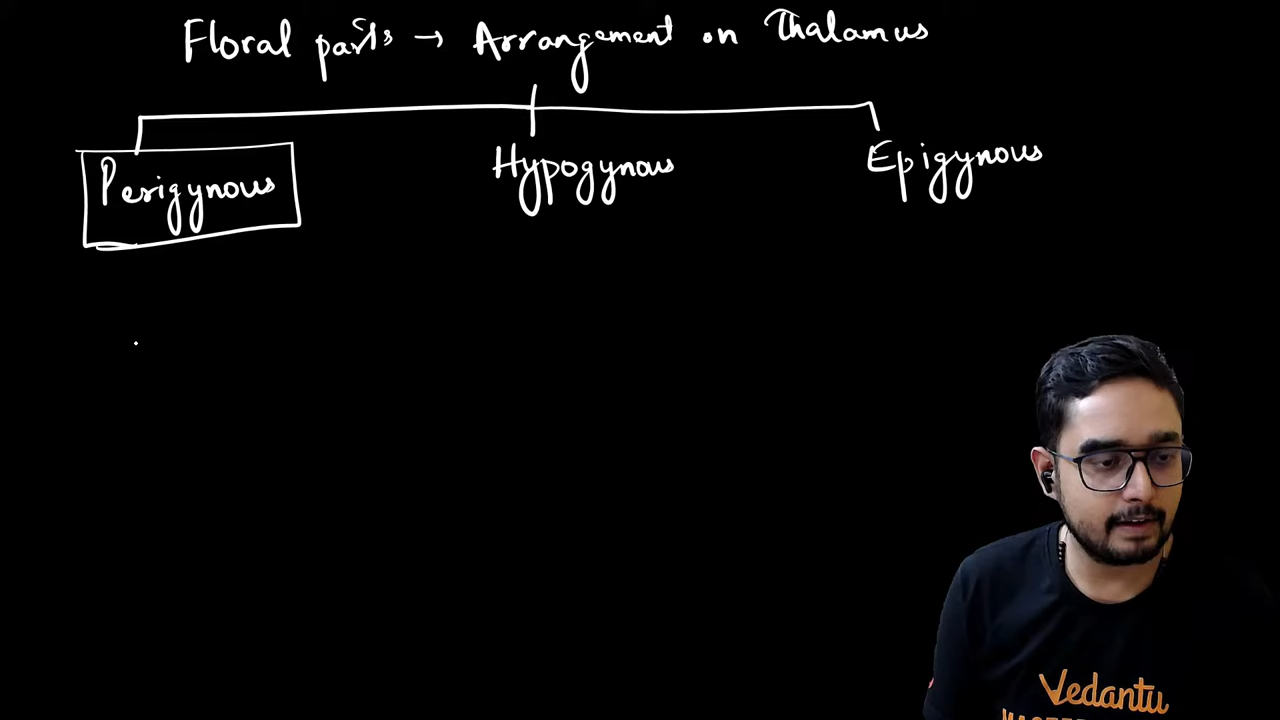 Floral parts → Arrangement on Thalamus
Perigynous Hypogynous Epigynous
Vedantu